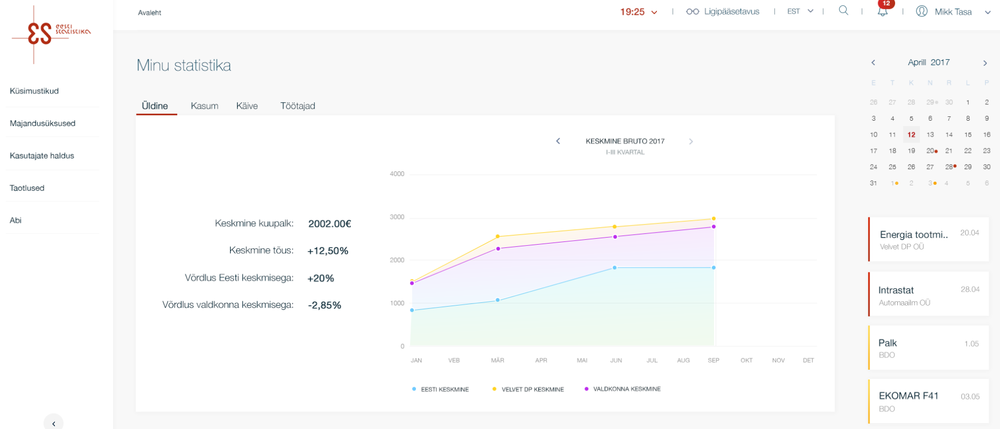 eesti
statistika
Avaleht
19:25
Ligipääsetavus
EST
12
Mikk Tasa
Küsimustikud
Majandusüksused
Kasutajate haldus
Taotlused
Abi
Minu statistika
Üldine Kasum Käive Töötajad
Keskmine kuupalk: 2002.00€
Keskmine tõus: +12,50%
Võrdlus Eesti keskmisega: +20%
Võrdlus valdkonna keskmisega: -2,85%
KESKMINE BRUTO 2017
I-III KVARTAL
4000
3000
2000
1000
0
JAN VEB MÄR APR MAI JUN JUL AUG SEP OKT NOV DET
EESTI KESKMINE VELVET DP KESKMINE VALDKONNA KESKMINE
Aprill 2017
E T K N R L P
26 27 28 29 30 1 2
3 4 5 6 7 8 9
10 11 12 13 14 15 16
17 18 19 20 21 22 23
24 25 26 27 28 29 30
31 1 2 3 4 5 6
Energia tootmi.. 20.04
Velvet DP OÜ
Intrastat 28.04
Automaailm OÜ
Palk 1.05
BDO
EKOMAR F41 03.05
BDO